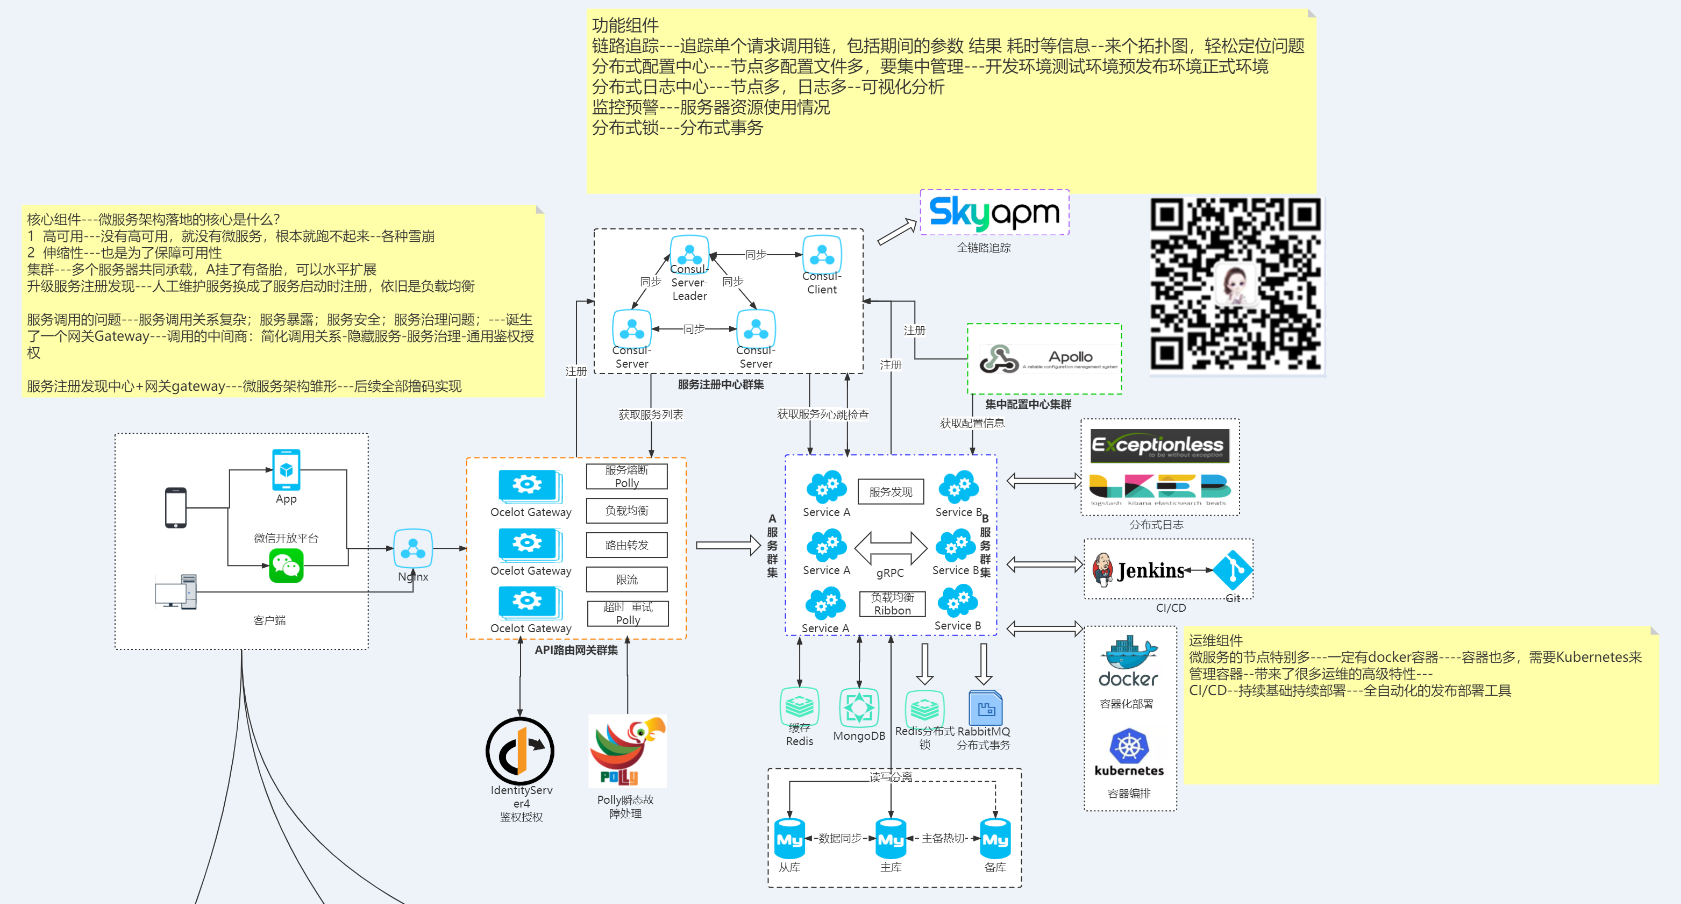 功能组件
链路追踪---追踪单个请求调用链，包括期间的参数 结果 耗时等信息--来个拓扑图，轻松定位问题
分布式配置中心---节点多配置文件多，要集中管理---开发环境测试环境预发布环境正式环境
分布式日志中心---节点多，日志多--可视化分析
监控预警---服务器资源使用情况
分布式锁---分布式事务
核心组件---微服务架构落地的核心是什么？
1 高可用---没有高可用，就没有微服务，根本就跑不起来--各种雪崩
2 伸缩性---也是为了保障可用性
集群---多个服务器共同承载，A挂了有备胎，可以水平扩展
升级服务注册发现---人工维护服务换成了服务启动时注册，依旧是负载均衡
服务调用的问题---服务调用关系复杂；服务暴露；服务安全；服务治理问题；---诞生
了一个网关Gateway---调用的中间商：简化调用关系-隐藏服务-服务治理-通用鉴权授
权
服务注册发现中心+网关gateway---微服务架构雏形---后续全部撸码实现
Skyapm
全链路追踪
Consul-
Server-
Leader
同步
Consul-
Client
同步
同步
Consul-
Server
同步
Consul-
Server
服务注册中心群集
注册
注册
注册
Apollo
A reliable configuration management system
集中配置中心集群
获取服务列表
获取服务列
心跳检查
获取配置信息
App
微信开放平台
客户端
Nginx
Ocelot Gateway
Ocelot Gateway
Ocelot Gateway
服务熔断
Polly
负载均衡
路由转发
限流
超时 重试
Polly
API路由网关群集
A服务群集
Service A
Service A
Service A
服务发现
gRPC
负载均衡
Ribbon
Service B
Service B
Service B
B服务群集
Exceptionless
to be without exception
logstash kibana elasticsearch beats
分布式日志
Jenkins
Git
CI/CD
docker
容器化部署
kubernetes
容器编排
运维组件
微服务的节点特别多---一定有docker容器----容器也多，需要Kubernetes来
管理容器--带来了很多运维的高级特性---
CI/CD--持续基础持续部署---全自动化的发布部署工具
IdentityServ
er4
鉴权授权
POLLY
Polly瞬态故
障处理
缓存
Redis
MongoDB
Redis分布式
锁
RabbitMQ
分布式事务
读写分离
My
从库
数据同步
My
主库
主备热切
My
备库